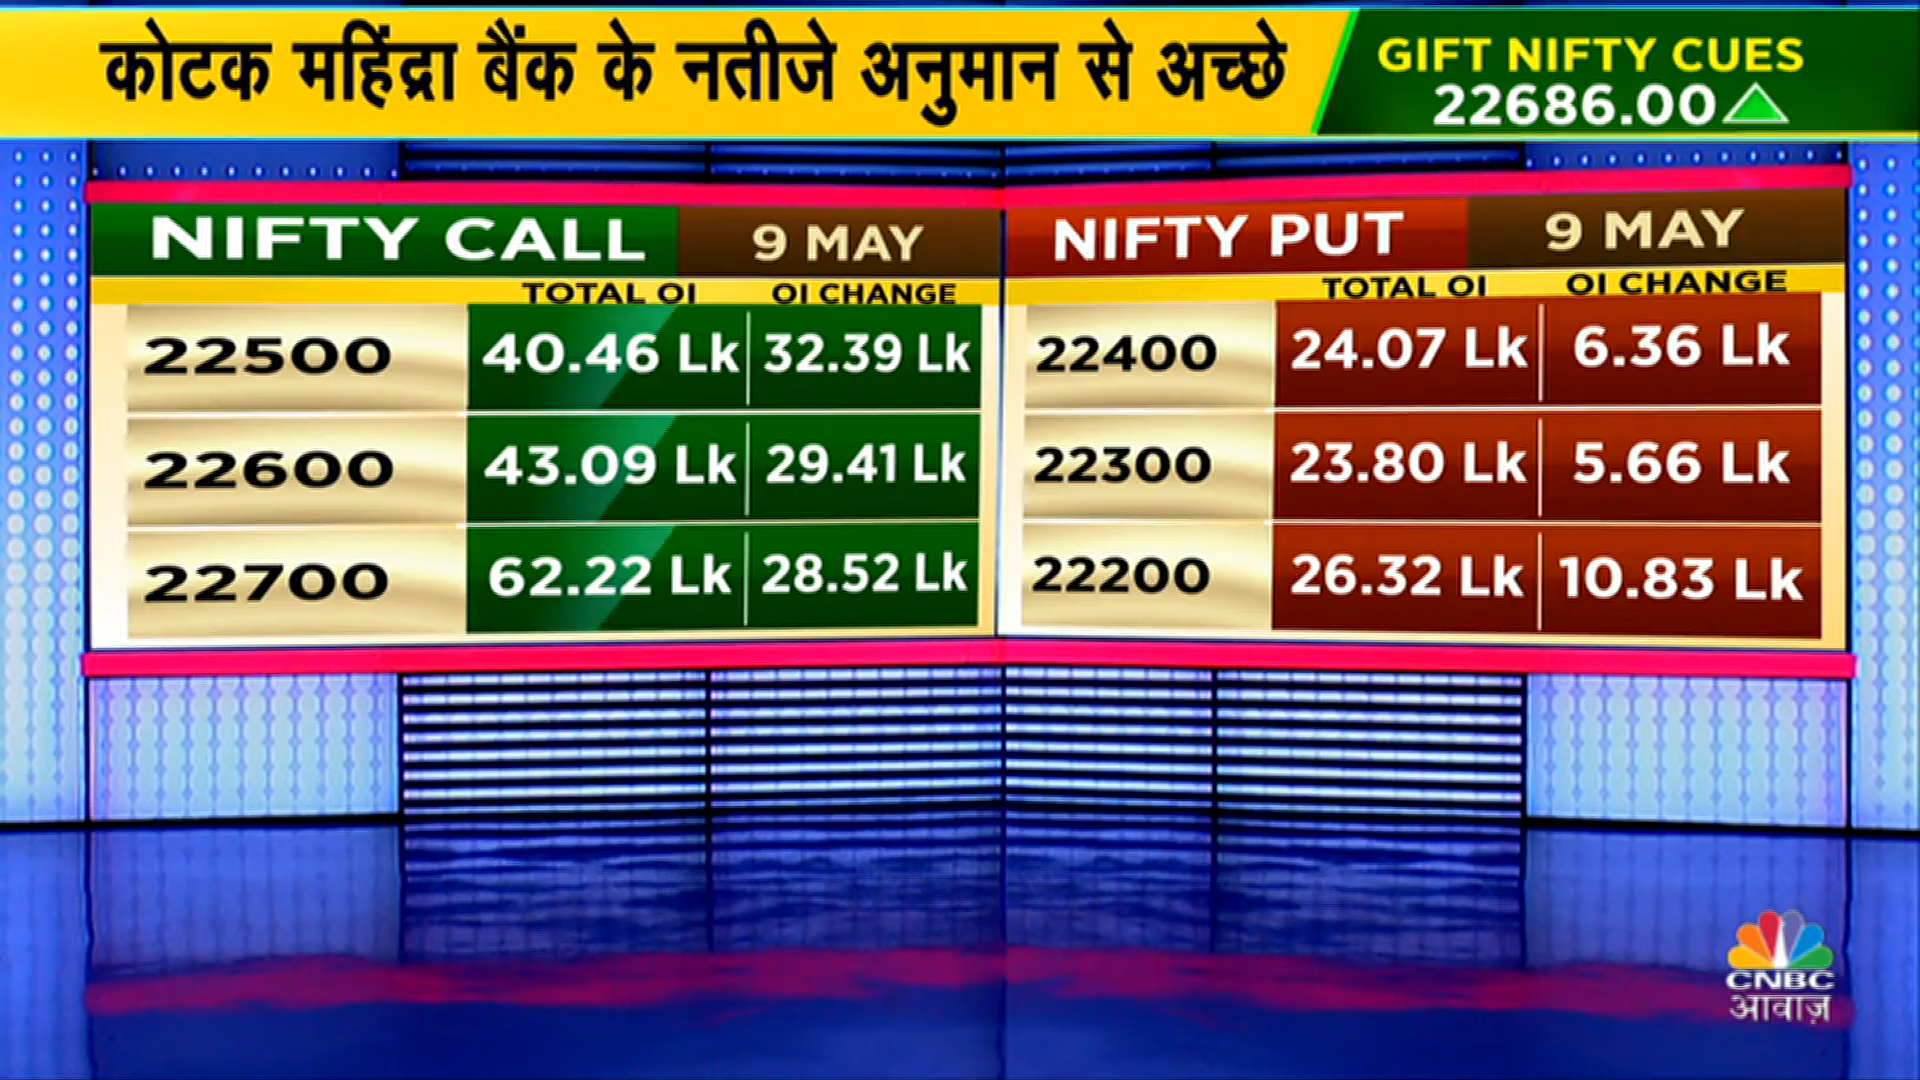 कोटक महिंद्रा बैंक के नतीजे अनुमान से अच्छे
GIFT NIFTY CUES
22686.00
NIFTY CALL 9 MAY
TOTAL OI OI CHANGE
22500 40.46 Lk 32.39 Lk
22600 43.09 Lk 29.41 Lk
22700 62.22 Lk 28.52 Lk
NIFTY PUT 9 MAY
TOTAL OI OI CHANGE
22400 24.07 Lk 6.36 Lk
22300 23.80 Lk 5.66 Lk
22200 26.32 Lk 10.83 Lk
CNBC
आवाज़